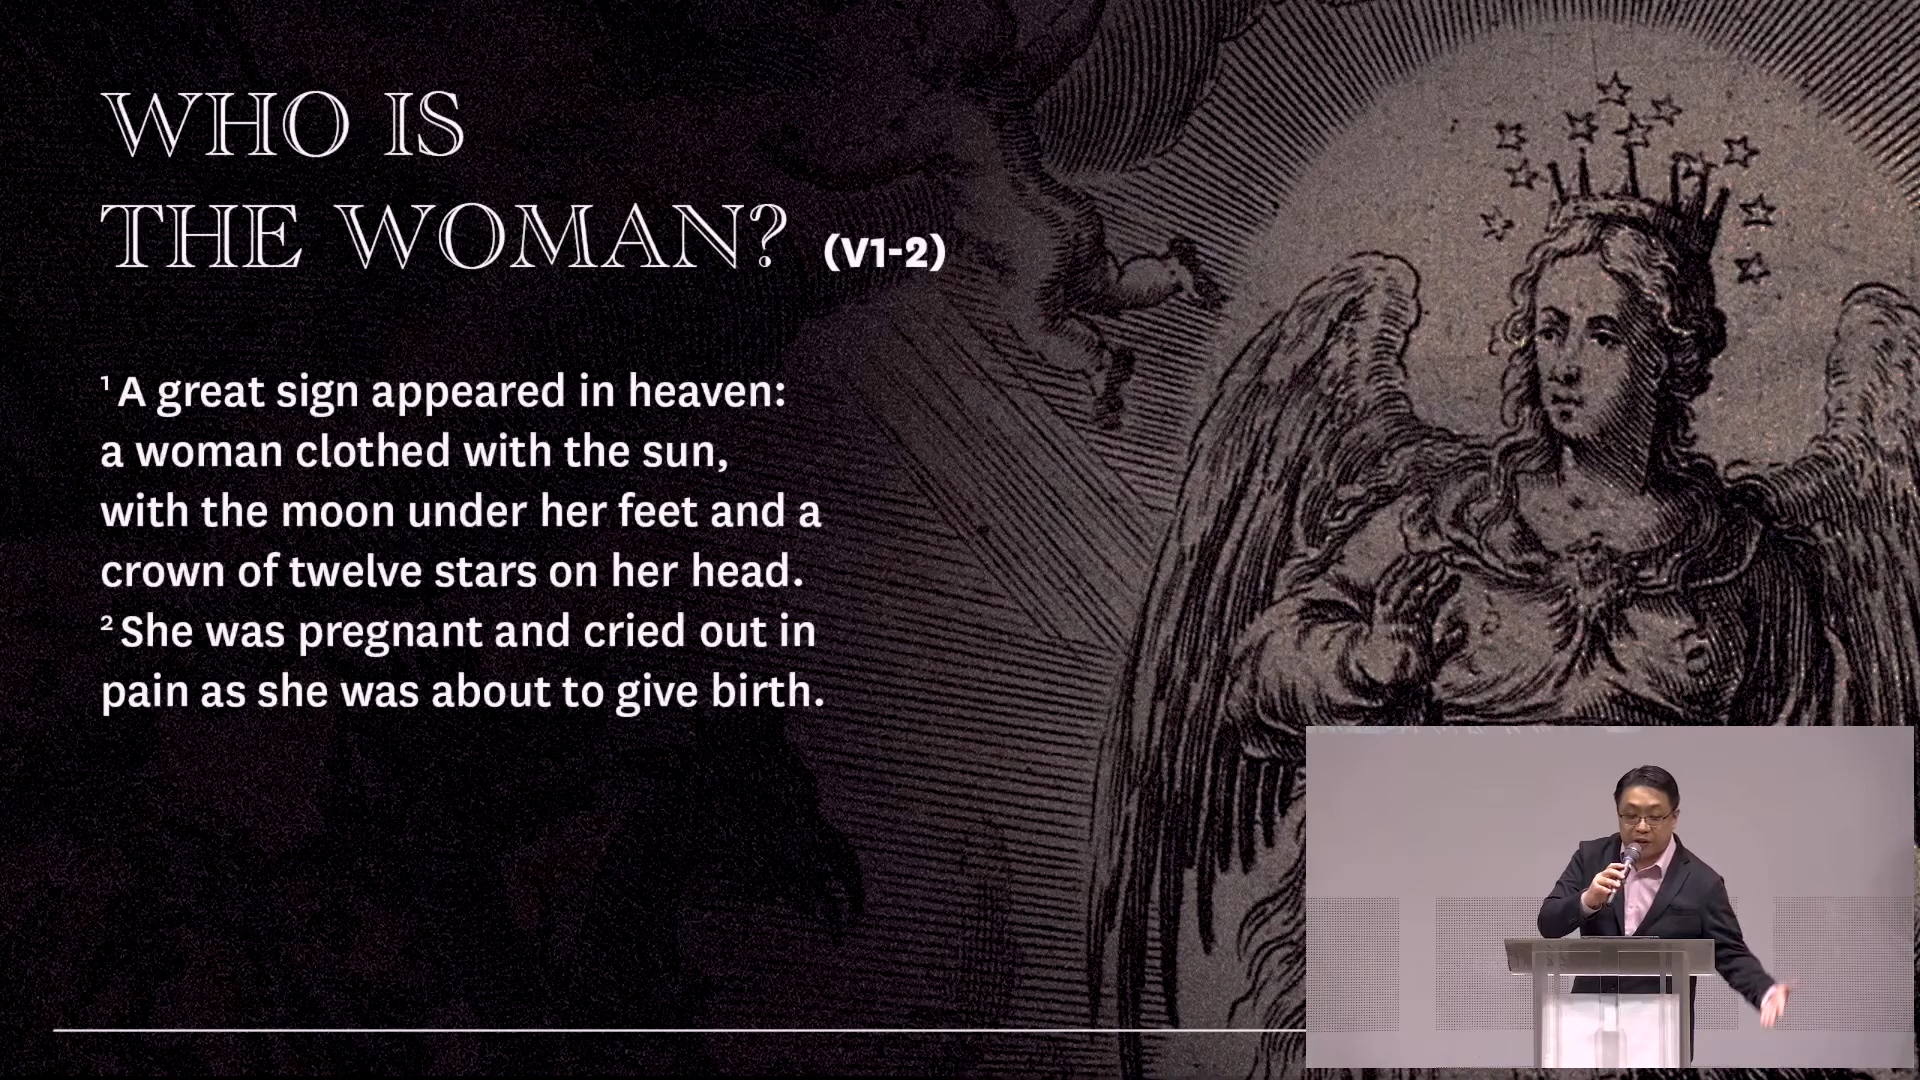 WHO IS
THE WOMAN? (V1-2)
¹ A great sign appeared in heaven:
a woman clothed with the sun,
with the moon under her feet and a
crown of twelve stars on her head.
² She was pregnant and cried out in
pain as she was about to give birth.